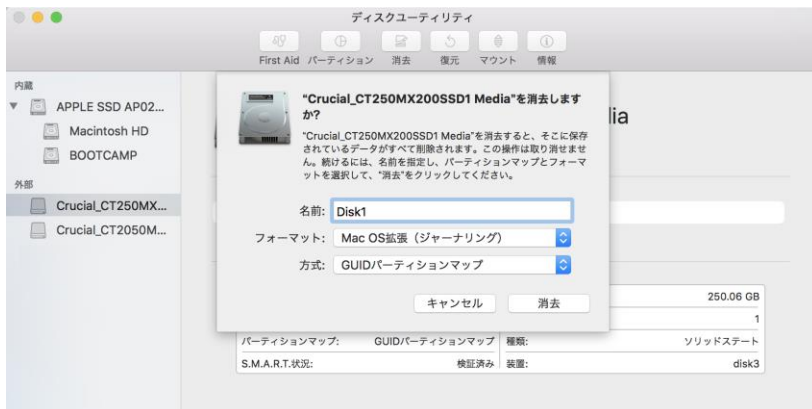 ディスクユーティリティ
First Aid パーティション 消去 復元 マウント 情報
内蔵
APPLE SSD AP02...
Macintosh HD
BOOTCAMP
外部
Crucial_CT250MX...
Crucial_CT2050M...
"Crucial_CT250MX200SSD1 Media"を消去します
か?
"Crucial_CT250MX200SSD1 Media"を消去すると、そこに保存
されているデータがすべて削除されます。この操作は取り消せませ
ん。続けるには、名前を指定し、パーティションマップとフォーマ
ットを選択して、"消去"をクリックしてください。
名前: Disk1
フォーマット: Mac OS拡張（ジャーナリング）
方式: GUIDパーティションマップ
キャンセル 消去
dia
250.06 GB
1
パーティションマップ: GUIDパーティションマップ 種類: ソリッドステート
S.M.A.R.T.状況: 検証済み 装置: disk3